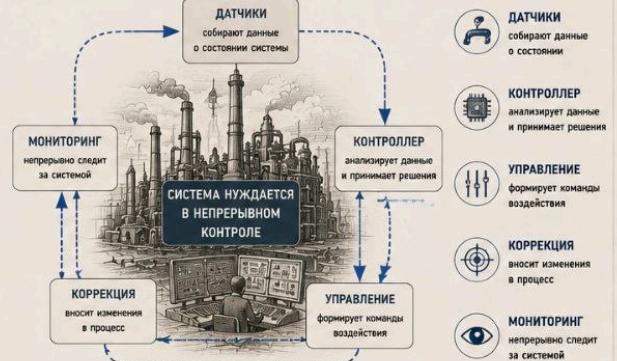 ДАТЧИКИ
собирают данные
о состоянии системы
МОНИТОРИНГ
непрерывно следит
за системой
КОНТРОЛЛЕР
анализирует данные
и принимает решения
СИСТЕМА НУЖДАЕТСЯ
В НЕПРЕРЫВНОМ
КОНТРОЛЕ
КОРРЕКЦИЯ
вносит изменения
в процесс
УПРАВЛЕНИЕ
формирует команды
воздействия
ДАТЧИКИ
собирают данные
о состоянии
КОНТРОЛЛЕР
анализирует данные
и принимает решения
УПРАВЛЕНИЕ
формирует команды
воздействия
КОРРЕКЦИЯ
вносит изменения
в процесс
МОНИТОРИНГ
непрерывно следит
за системой